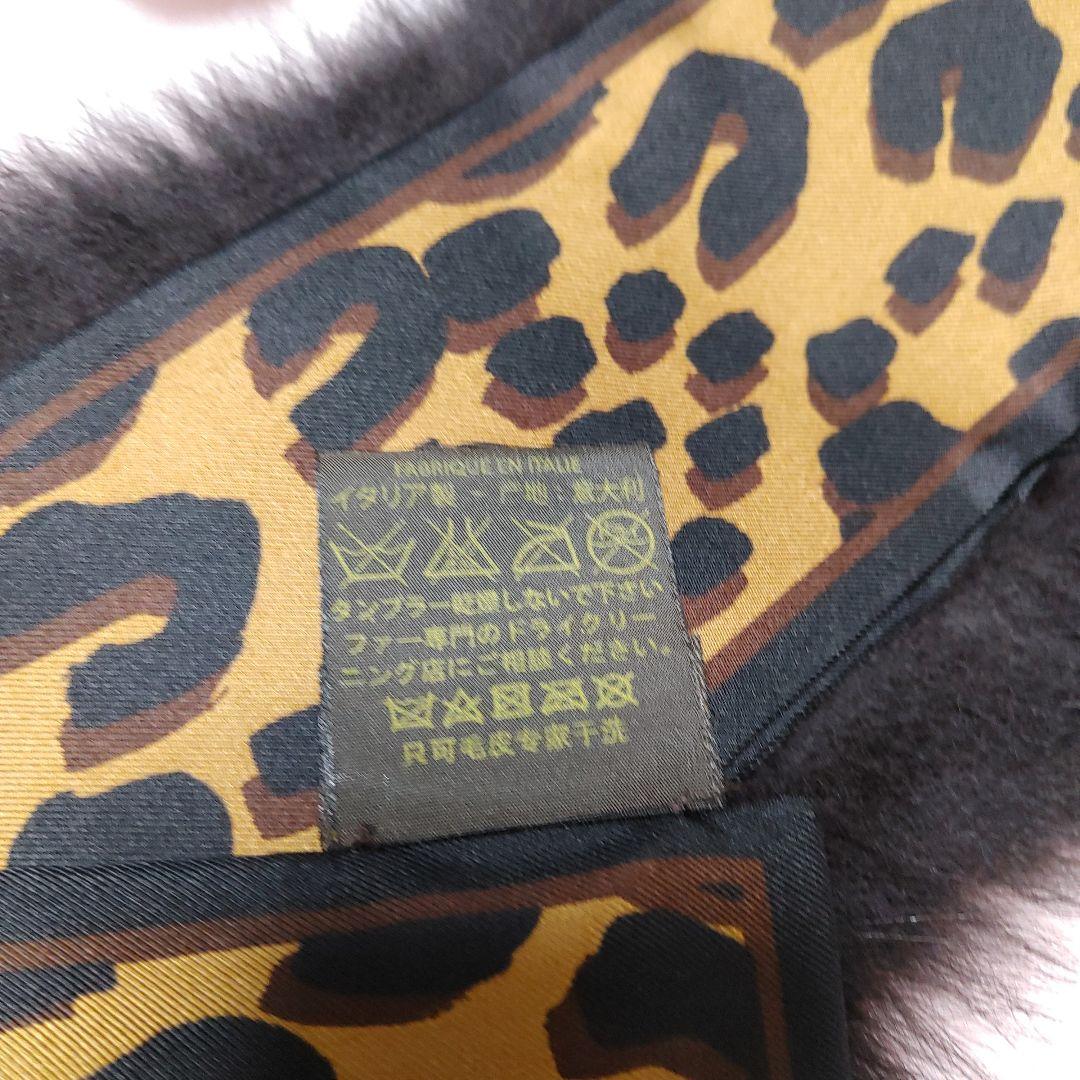 FABRIQUE EN ITALIE
イタリア製 - 产地：意大利
タンブラー乾燥しないで下さい
ファー専門のドライクリー
ニング店にご相談ください。
只可毛皮专家干洗